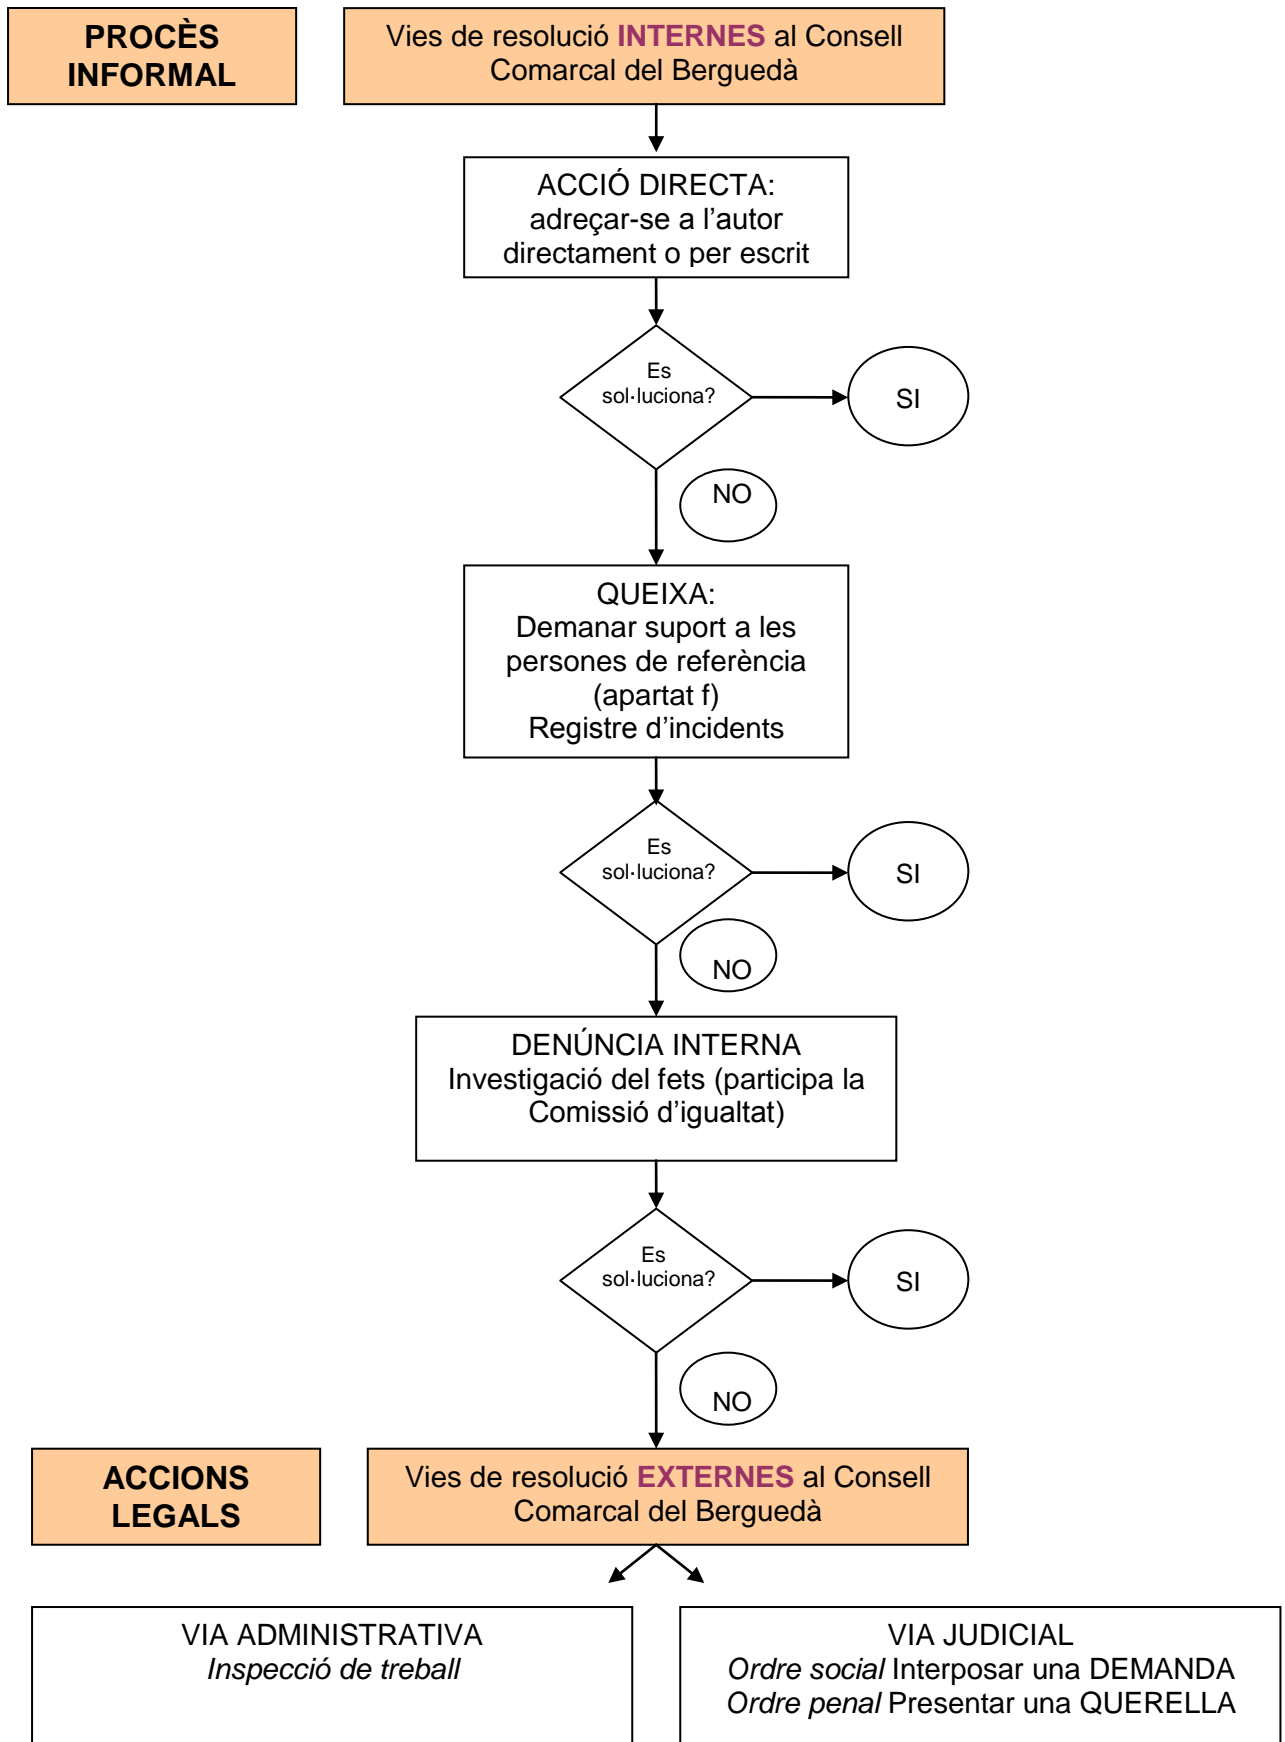 PROCÈS
INFORMAL
Vies de resolució INTERNES al Consell
Comarcal del Berguedà
ACCIÓ DIRECTA:
adreçar-se a l’autor
directament o per escrit
Es
sol·luciona?
SI
NO
QUEIXA:
Demanar suport a les
persones de referència
(apartat f)
Registre d’incidents
Es
sol·luciona?
SI
NO
DENÚNCIA INTERNA
Investigació del fets (participa la
Comissió d’igualtat)
Es
sol·luciona?
SI
NO
ACCIONS
LEGALS
Vies de resolució EXTERNES al Consell
Comarcal del Berguedà
VIA ADMINISTRATIVA
Inspecció de treball
VIA JUDICIAL
Ordre social Interposar una DEMANDA
Ordre penal Presentar una QUERELLA